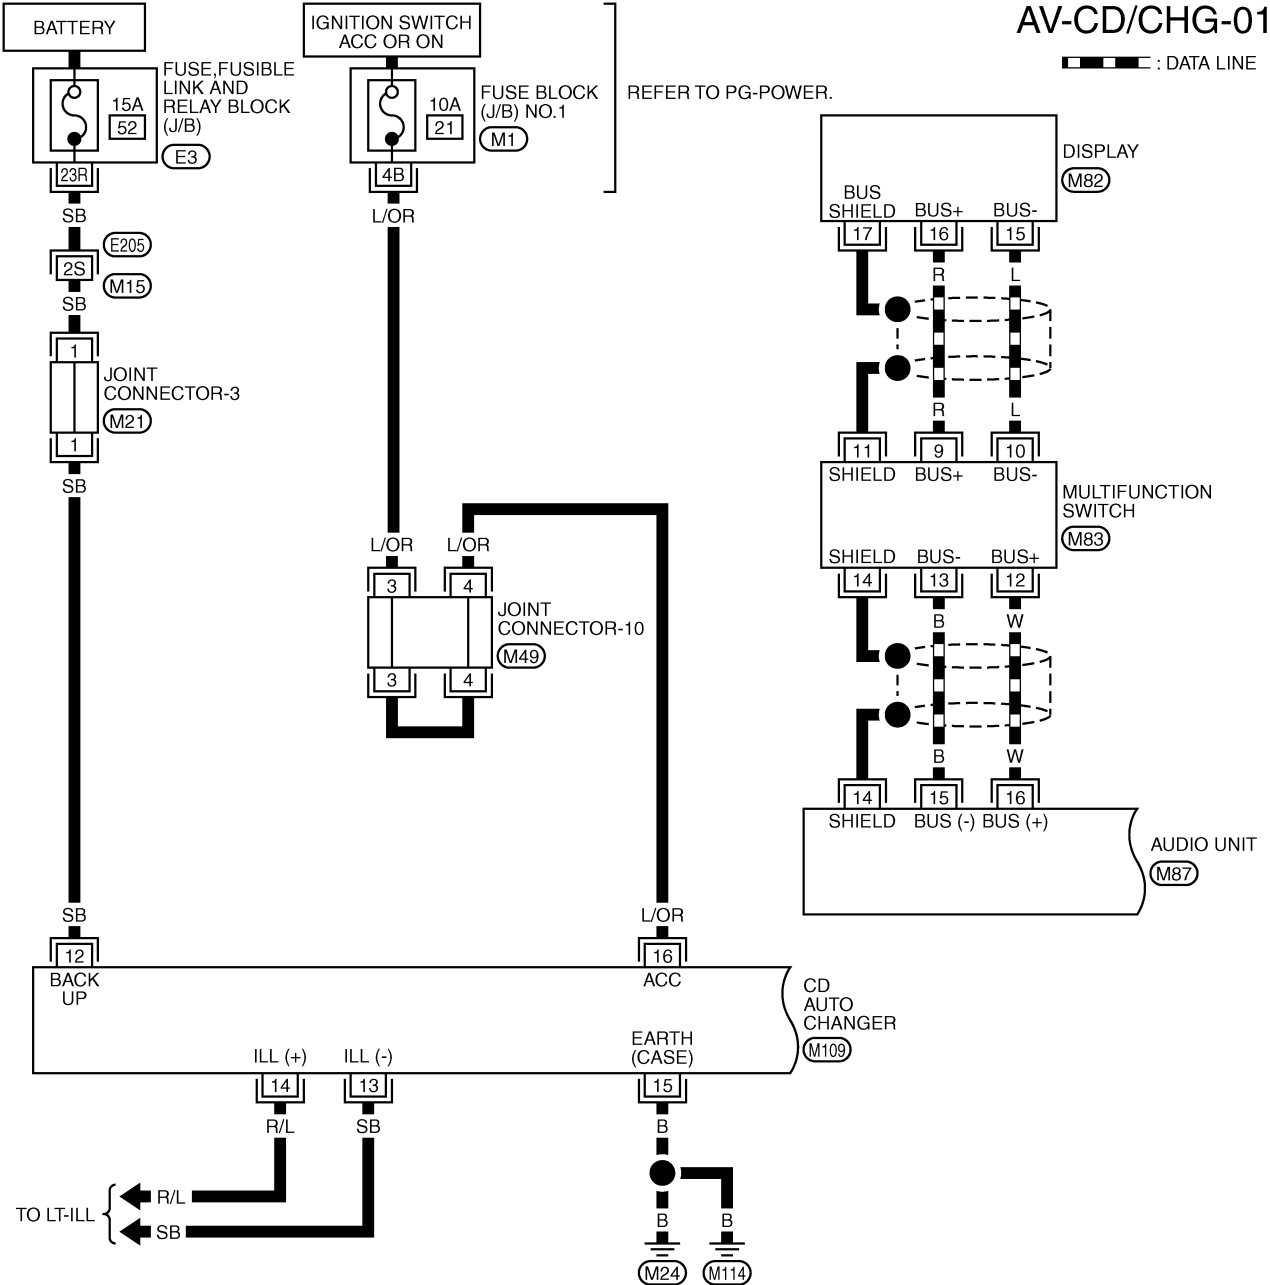 AV-CD/CHG-01
: DATA LINE
BATTERY
IGNITION SWITCH
ACC OR ON
FUSE,FUSIBLE
LINK AND
RELAY BLOCK
(J/B)
E3
15A
52
23R
SB
10A
21
FUSE BLOCK
(J/B) NO.1
M1
4B
L/OR
REFER TO PG-POWER.
E205
2S
M15
SB
1
JOINT
CONNECTOR-3
M21
1
SB
L/OR
L/OR
3
4
JOINT
CONNECTOR-10
M49
3
4
DISPLAY
M82
BUS
SHIELD
BUS+
BUS-
17
16
15
R
L
R
L
11
9
10
SHIELD
BUS+
BUS-
MULTIFUNCTION
SWITCH
M83
SHIELD
BUS-
BUS+
14
13
12
B
W
B
W
14
15
16
SHIELD
BUS (-)
BUS (+)
AUDIO UNIT
M87
SB
L/OR
12
16
BACK
UP
ACC
CD
AUTO
CHANGER
M109
ILL (+)
ILL (-)
EARTH
(CASE)
14
13
15
R/L
SB
B
TO LT-ILL
R/L
SB
B
B
M24
M114